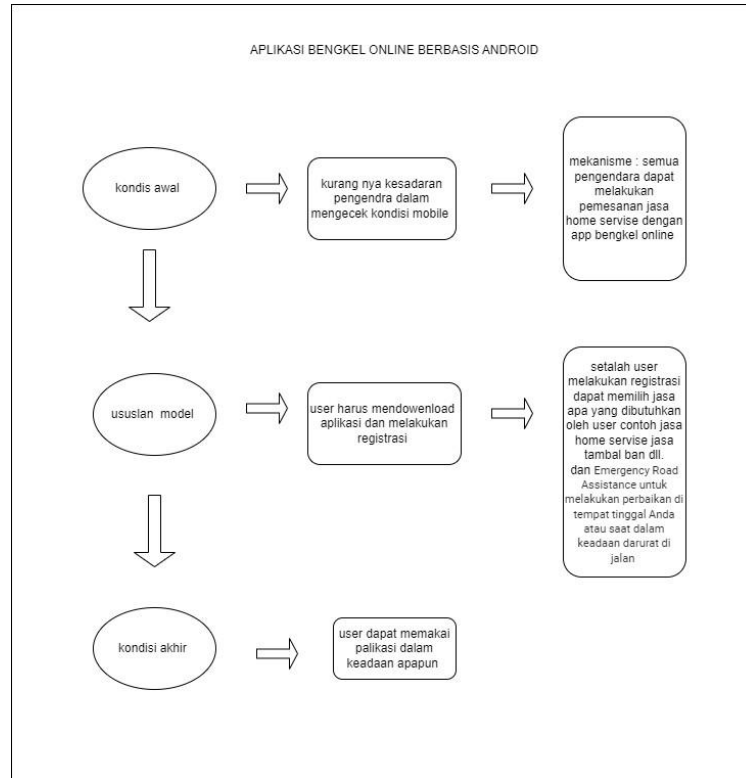 APLIKASI BENGKEL ONLINE BERBASIS ANDROID
kondis awal
kurang nya kesadaran
pengendra dalam
mengecek kondisi mobile
mekanisme : semua
pengendara dapat
melakukan
pemesanan jasa
home servise dengan
app bengkel online
ususlan model
user harus mendowenload
aplikasi dan melakukan
registrasi
setalah user
melakukan registrasi
dapat memilih jasa
apa yang dibutuhkan
oleh user contoh jasa
home servise jasa
tambal ban dll.
dan Emergency Road
Assistance untuk
melakukan perbaikan di
tempat tinggal Anda
atau saat dalam
keadaan darurat di
jalan
kondisi akhir
user dapat memakai
palikasi dalam
keadaan apapun